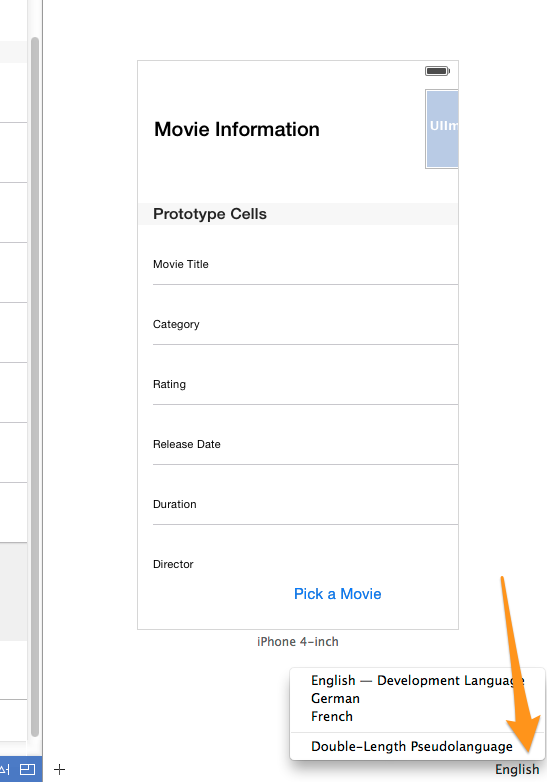 Movie Information
UIIm
Prototype Cells
Movie Title
Category
Rating
Release Date
Duration
Director
Pick a Movie
iPhone 4-inch
English — Development Language
German
French
Double-Length Pseudolanguage
English